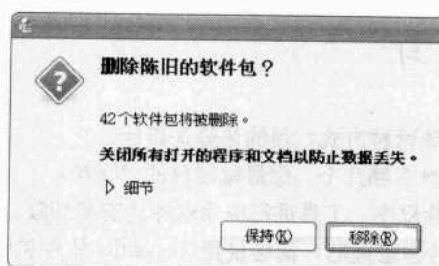 删除陈旧的软件包？
42个软件包将被删除。
关闭所有打开的程序和文档以防止数据丢失。
细节
保持(K)
移除(R)